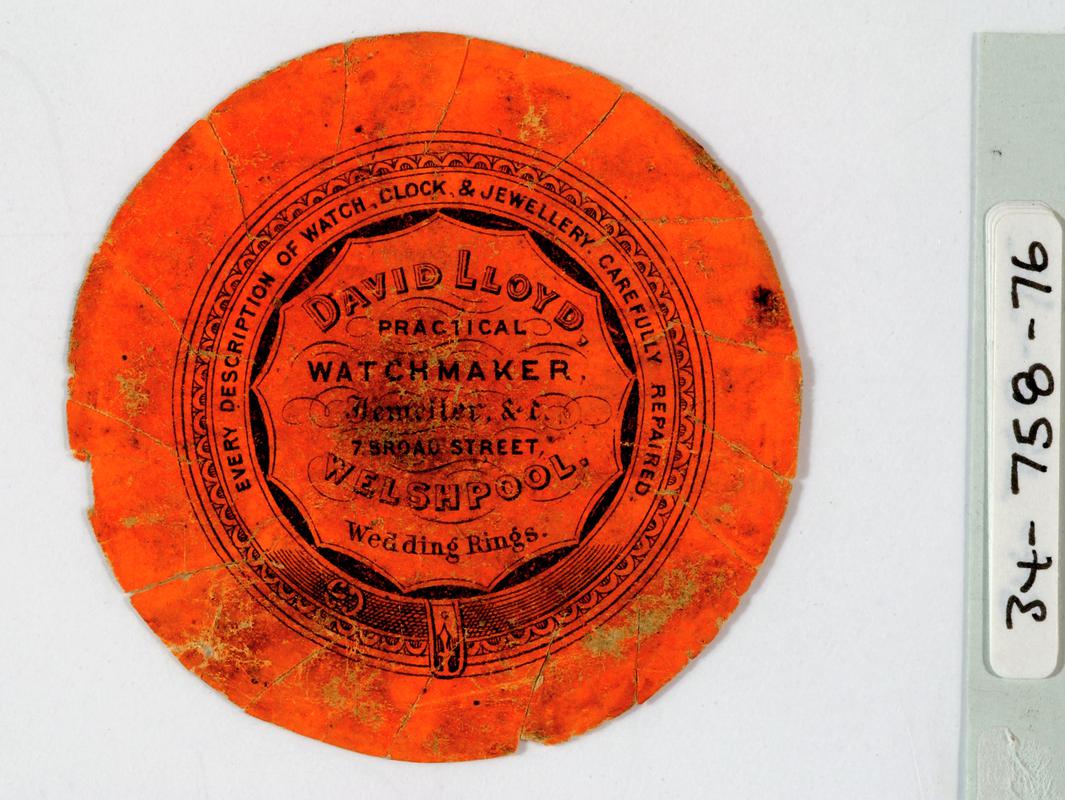 EVERY DESCRIPTION OF WATCH, CLOCK, & JEWELLERY, CAREFULLY REPAIRED
DAVID LLOYD,
PRACTICAL
WATCHMAKER,
Jeweller, &c.
7 BROAD STREET,
WELSHPOOL.
Wedding Rings.
34-758-76